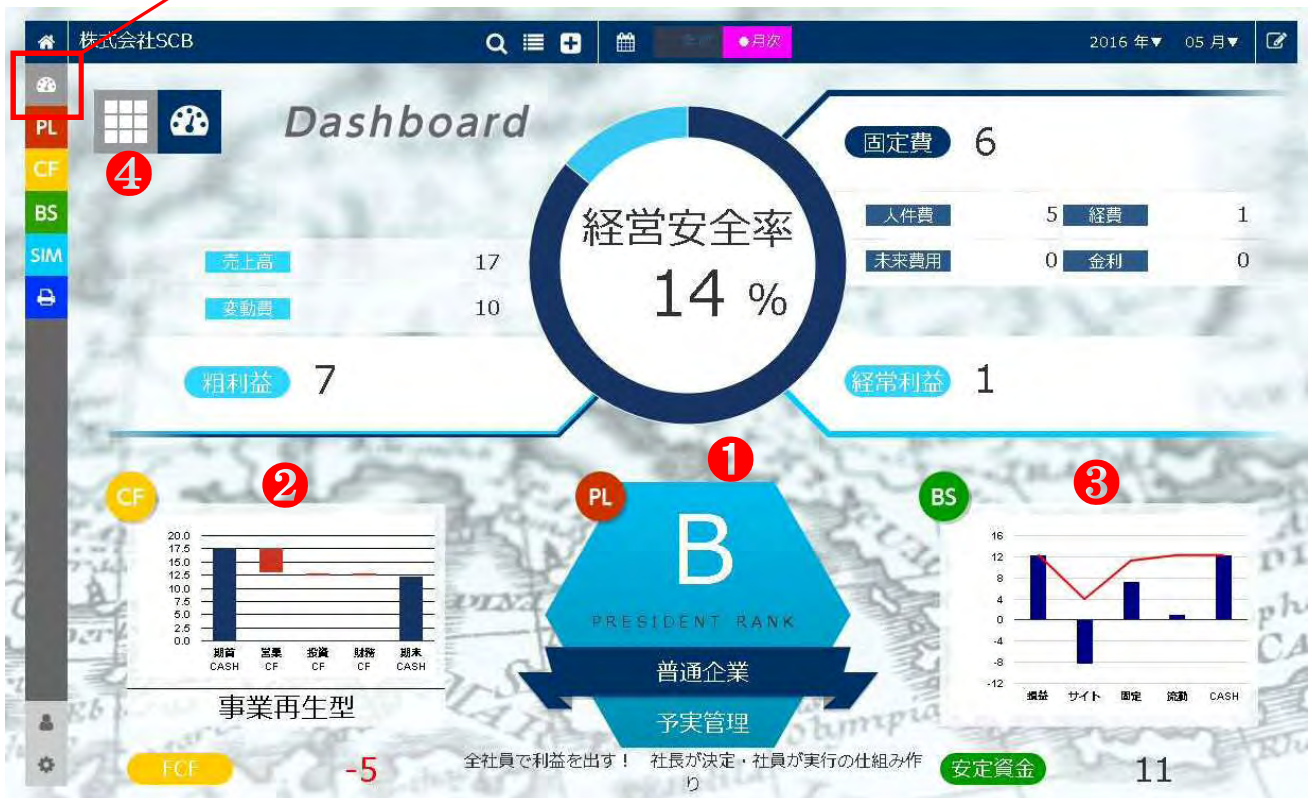 株式会社SCB
●月次
2016 年▼ 05 月▼
PL
CF
BS
SIM
Dashboard
❹
経営安全率
14 %
固定費 6
人件費 5 経費 1
未来費用 0 金利 0
売上高 17
変動費 10
粗利益 7
経常利益 1
CF
❷
20.0
17.5
15.0
12.5
10.0
7.5
5.0
2.5
0.0
期首 営業 投資 財務 期末
CASH CF CF CF CASH
事業再生型
FCF -5
❶
PL
B
PRESIDENT RANK
普通企業
予実管理
全社員で利益を出す！ 社長が決定・社員が実行の仕組み作
り
BS
❸
16
12
8
4
0
-4
-8
-12
損益 サイト 固定 流動 CASH
安定資金 11